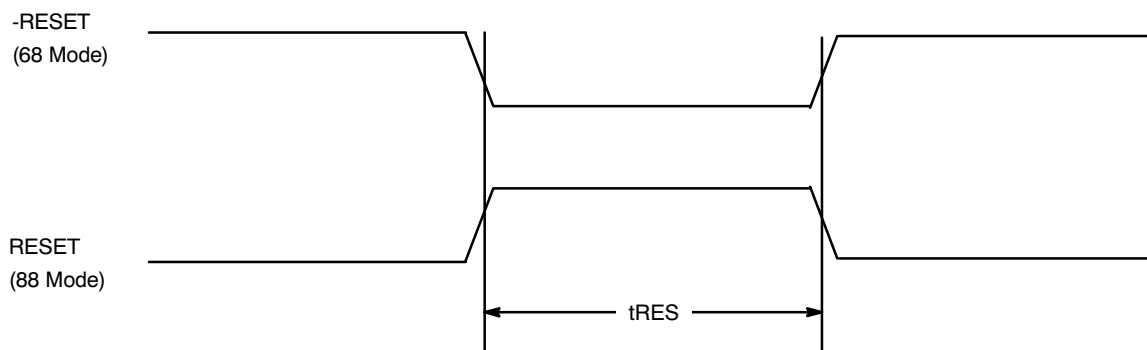 -RESET
(68 Mode)
RESET
(88 Mode)
tRES